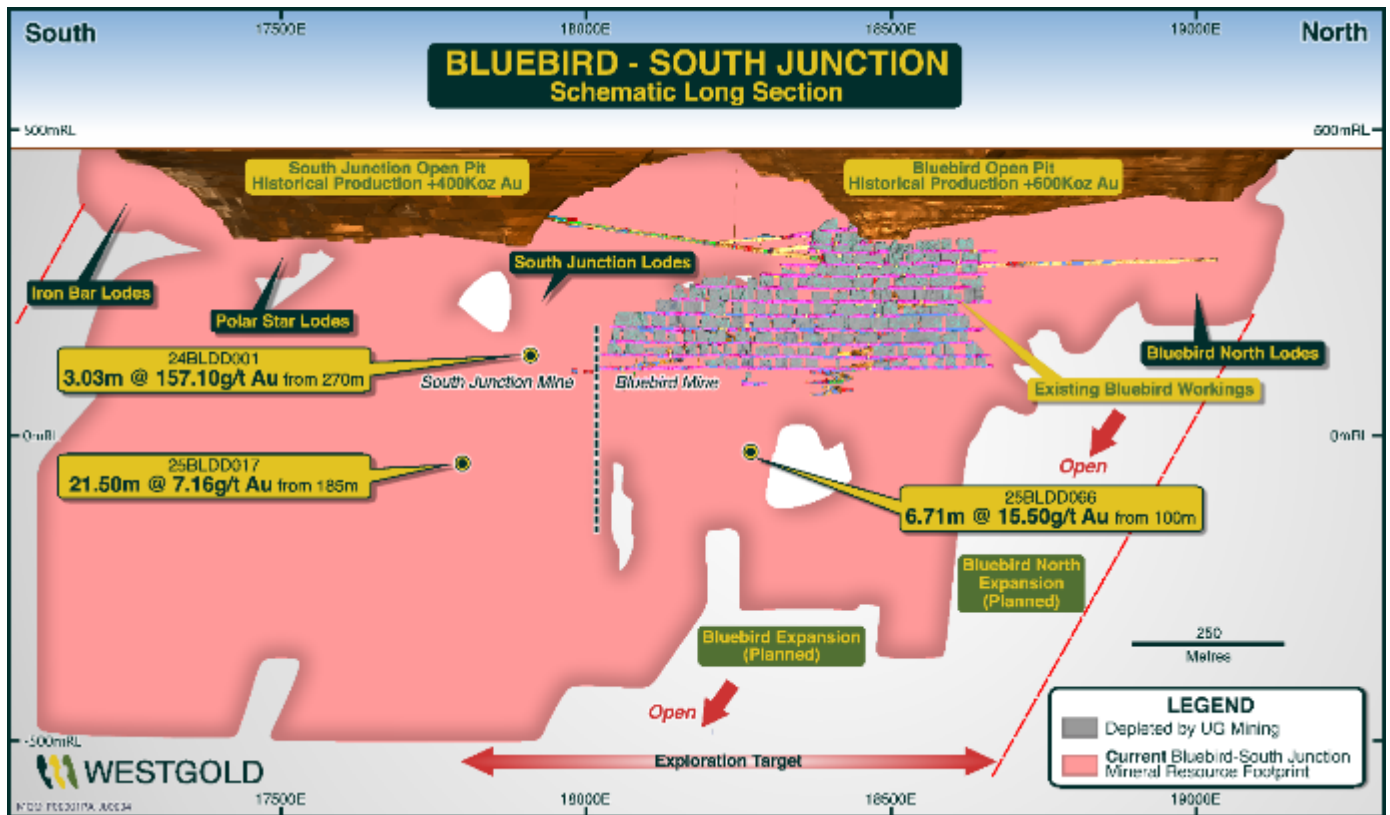 South
17500E
18000E
18500E
19000E
North
BLUEBIRD - SOUTH JUNCTION
Schematic Long Section
500mRL
500mRL
South Junction Open Pit
Historical Production +400Koz Au
Bluebird Open Pit
Historical Production +600Koz Au
South Junction Lodes
Iron Bar Lodes
Polar Star Lodes
Bluebird North Lodes
24BLDD001
3.03m @ 157.10g/t Au from 270m
South Junction Mine
Bluebird Mine
Existing Bluebird Workings
0mRL
0mRL
Open
25BLDD017
21.50m @ 7.16g/t Au from 185m
25BLDD066
6.71m @ 15.50g/t Au from 100m
Bluebird North
Expansion
(Planned)
Bluebird Expansion
(Planned)
250
Metres
Open
LEGEND
Depleted by UG Mining
Current Bluebird-South Junction
Mineral Resource Footprint
-500mRL
Exploration Target
WESTGOLD
17500E
18000E
18500E
19000E